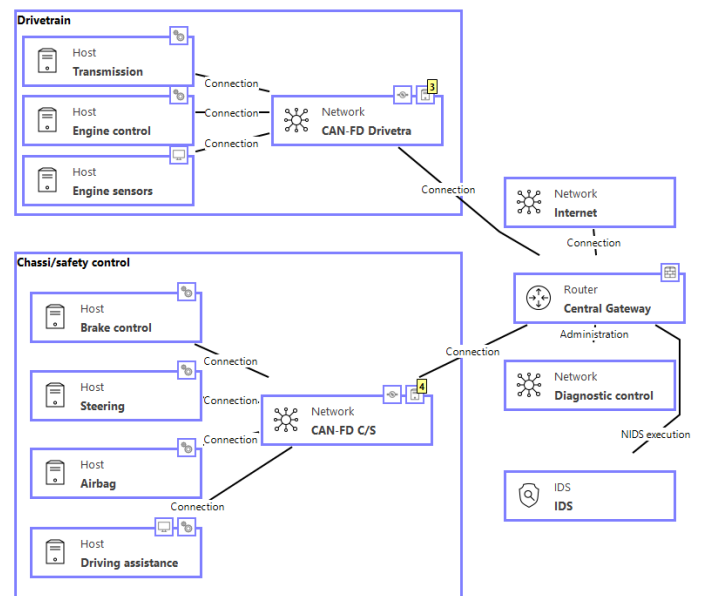 Drivetrain
Host
Transmission
Connection
Host
Engine control
Connection
3
Network
CAN-FD Drivetra
Connection
Host
Engine sensors
Connection
Network
Internet
Connection
Chassi/safety control
Router
Central Gateway
Administration
Host
Brake control
Connection
Connection
Host
Steering
Connection
4
Network
CAN-FD C/S
Network
Diagnostic control
NIDS execution
Connection
Host
Airbag
Connection
IDS
IDS
Host
Driving assistance